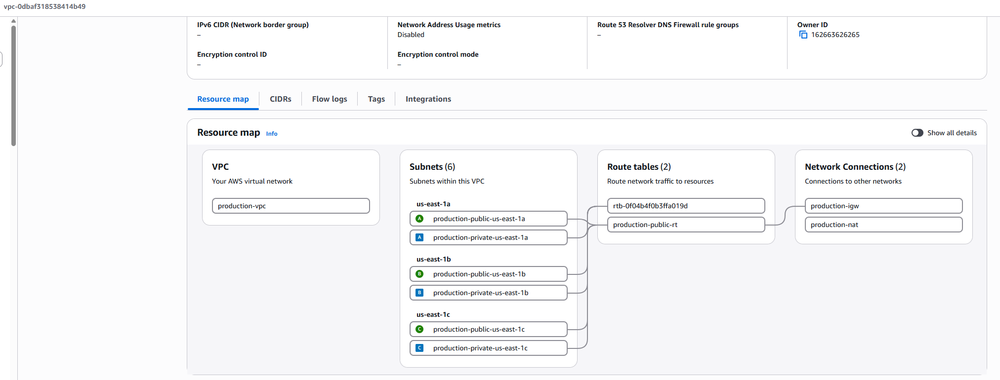 vpc-0dbaf318538414b49
IPv6 CIDR (Network border group)
–
Network Address Usage metrics
Disabled
Route 53 Resolver DNS Firewall rule groups
–
Owner ID
162663626265
Encryption control ID
–
Encryption control mode
–
Resource map
CIDRs
Flow logs
Tags
Integrations
Resource map Info
Show all details
VPC
Your AWS virtual network
production-vpc
Subnets (6)
Subnets within this VPC
us-east-1a
A production-public-us-east-1a
A production-private-us-east-1a
us-east-1b
B production-public-us-east-1b
B production-private-us-east-1b
us-east-1c
C production-public-us-east-1c
C production-private-us-east-1c
Route tables (2)
Route network traffic to resources
rtb-0f04b4f0b3ffa019d
production-public-rt
Network Connections (2)
Connections to other networks
production-igw
production-nat